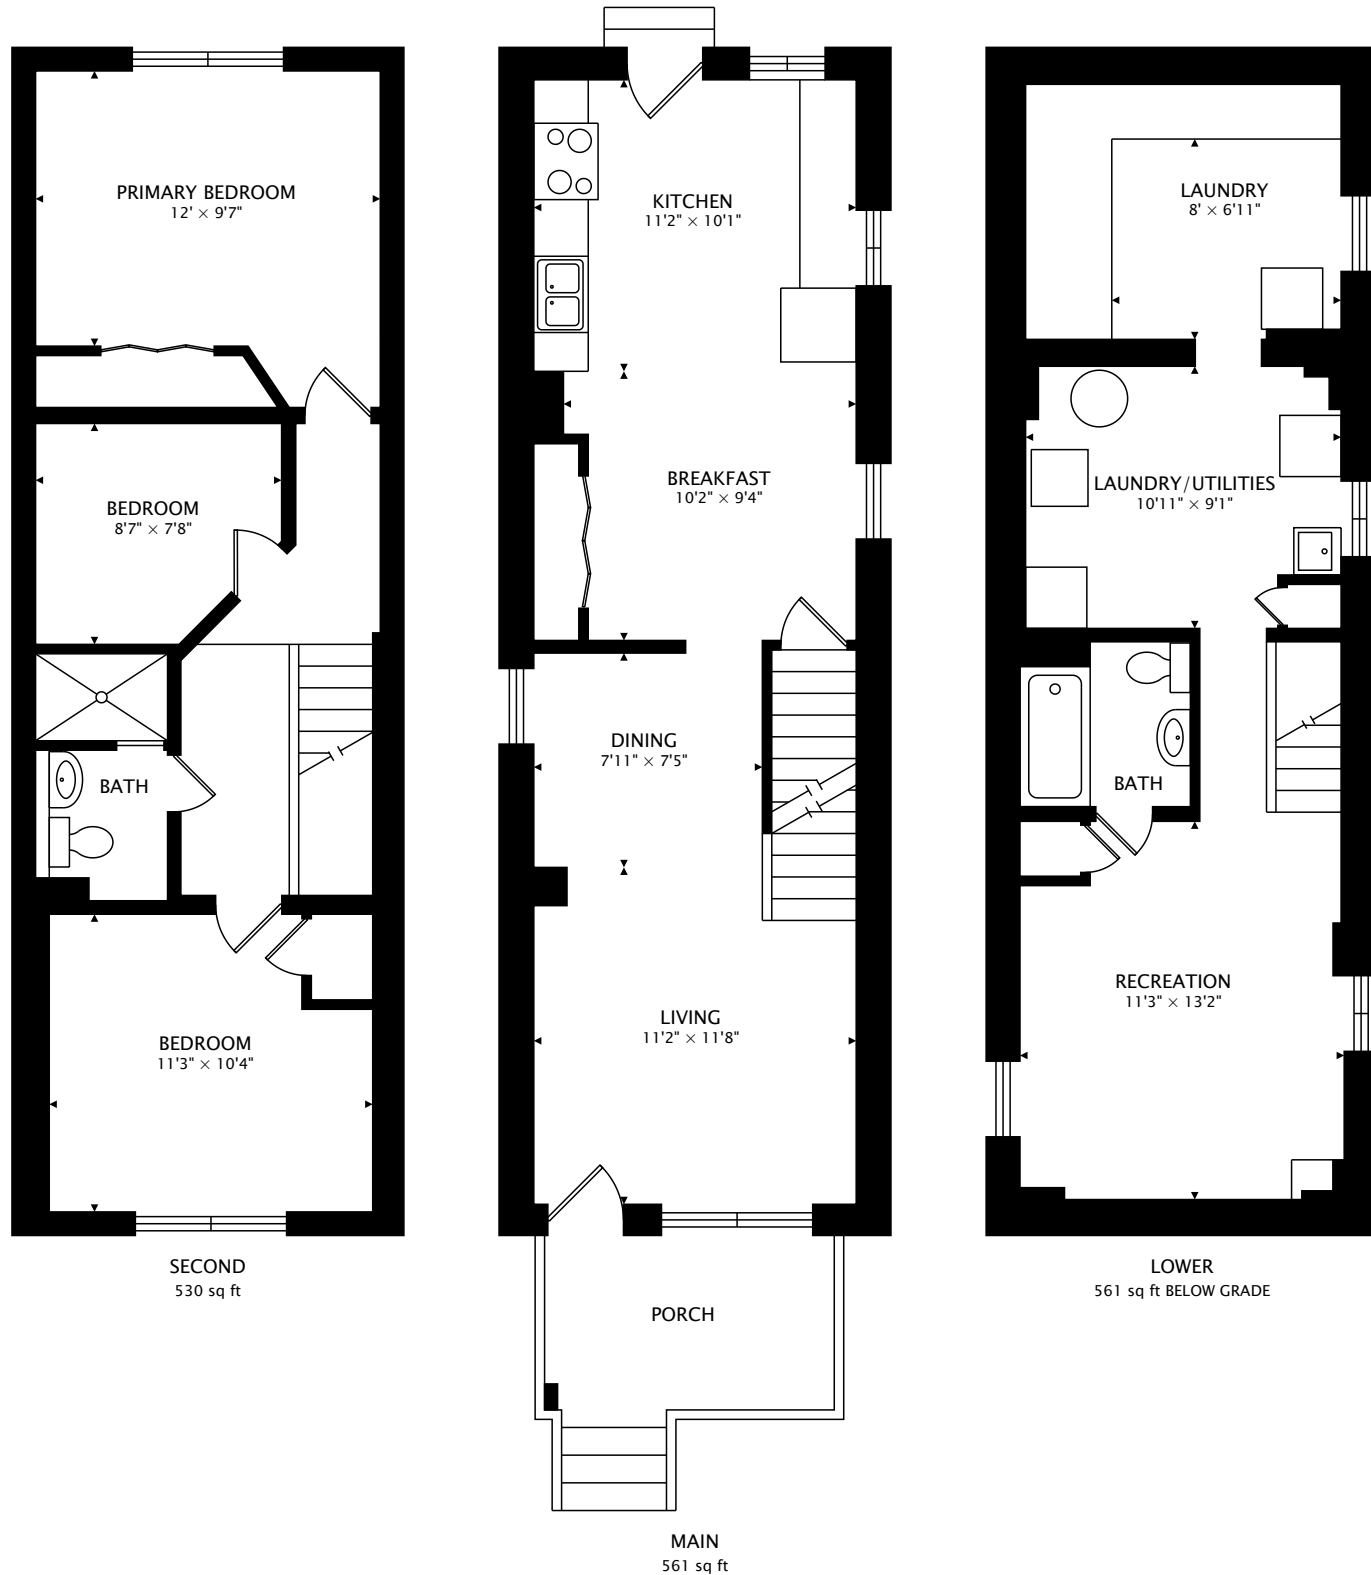 PRIMARY BEDROOM
12' × 9'7"
BEDROOM
8'7" × 7'8"
BATH
BEDROOM
11'3" × 10'4"
SECOND
530 sq ft
KITCHEN
11'2" × 10'1"
BREAKFAST
10'2" × 9'4"
DINING
7'11" × 7'5"
LIVING
11'2" × 11'8"
PORCH
MAIN
561 sq ft
LAUNDRY
8' × 6'11"
LAUNDRY/UTILITIES
10'11" × 9'1"
BATH
RECREATION
11'3" × 13'2"
LOWER
561 sq ft BELOW GRADE